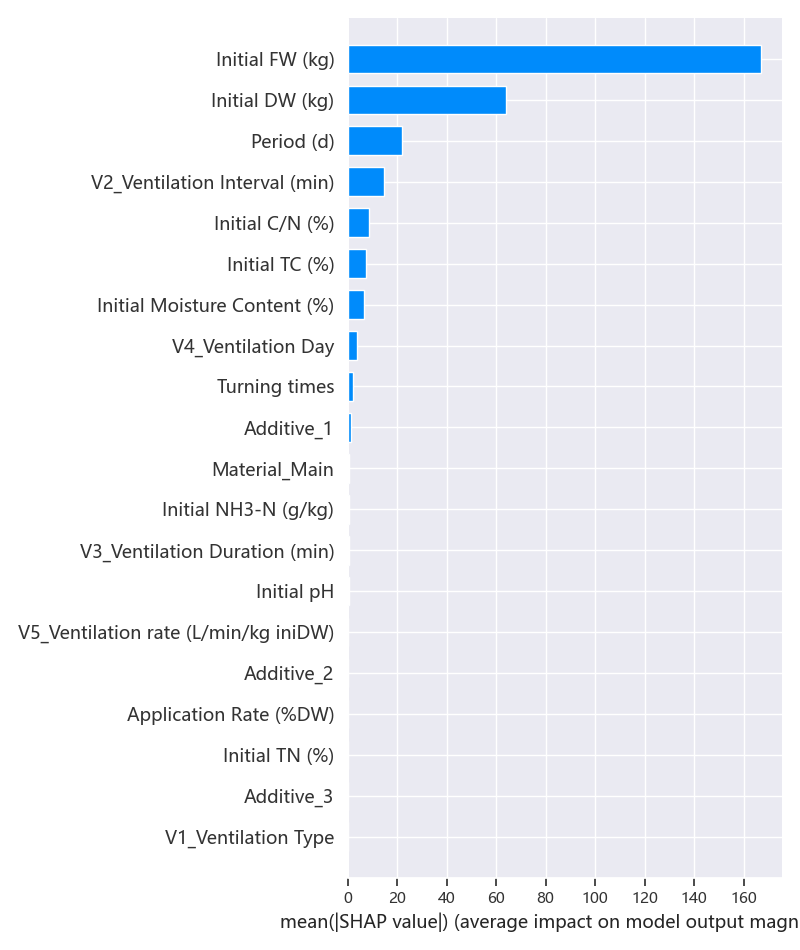 Initial FW (kg)
Initial DW (kg)
Period (d)
V2_Ventilation Interval (min)
Initial C/N (%)
Initial TC (%)
Initial Moisture Content (%)
V4_Ventilation Day
Turning times
Additive_1
Material_Main
Initial NH3-N (g/kg)
V3_Ventilation Duration (min)
Initial pH
V5_Ventilation rate (L/min/kg iniDW)
Additive_2
Application Rate (%DW)
Initial TN (%)
Additive_3
V1_Ventilation Type
0 20 40 60 80 100 120 140 160
mean(|SHAP value|) (average impact on model output magn